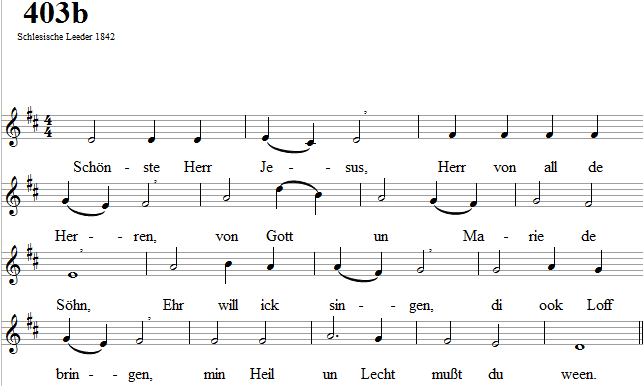 403b
Schlesische Leeder 1842
4
4
Schön - ste Herr Je - - sus, Herr von all de
Her - - ren, von Gott un Ma - - rie de
Söhn, Ehr will ick sin - - gen, di ook Loff
brin - - gen, min Heil un Lecht mußt du ween.